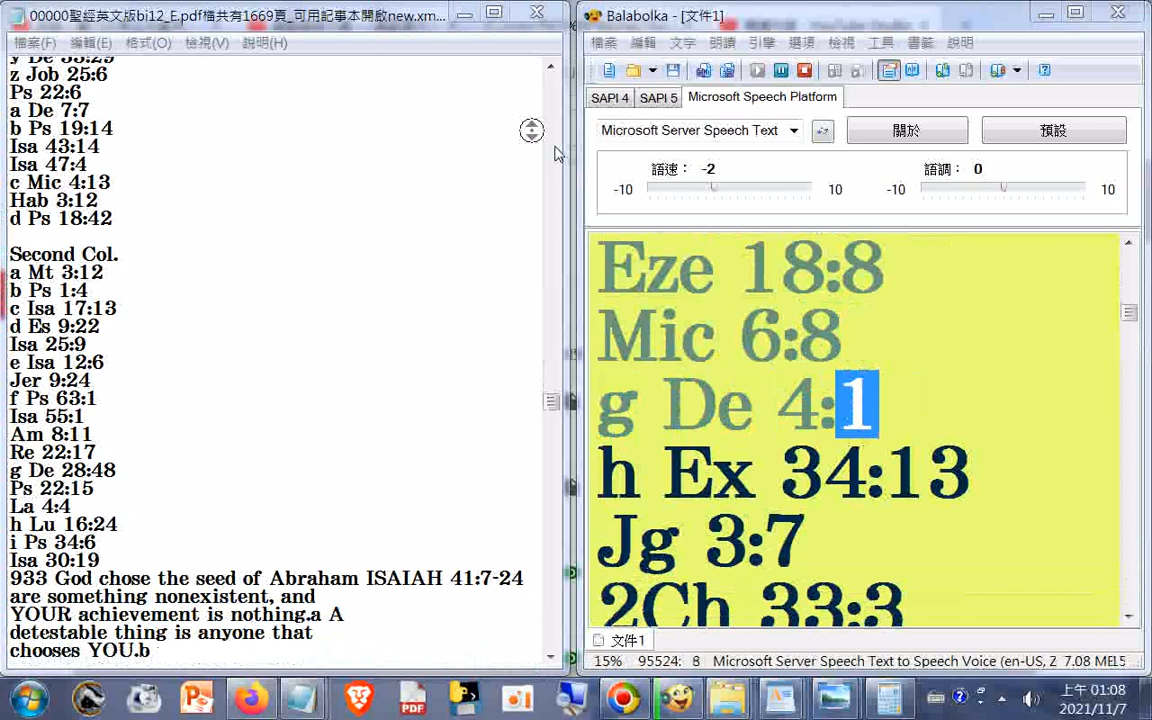 00000聖經英文版bi12_E.pdf檔共有1669頁_可用記事本開啟new.xm...
檔案(F) 編輯(E) 格式(O) 檢視(V) 說明(H)
y De 33:29
z Job 25:6
Ps 22:6
a De 7:7
b Ps 19:14
Isa 43:14
Isa 47:4
c Mic 4:13
Hab 3:12
d Ps 18:42
Second Col.
a Mt 3:12
b Ps 1:4
c Isa 17:13
d Es 9:22
Isa 25:9
e Isa 12:6
Jer 9:24
f Ps 63:1
Isa 55:1
Am 8:11
Re 22:17
g De 28:48
Ps 22:15
La 4:4
h Lu 16:24
i Ps 34:6
Isa 30:19
933 God chose the seed of Abraham ISAIAH 41:7-24
are something nonexistent, and
YOUR achievement is nothing.a A
detestable thing is anyone that
chooses YOU.b
Balabolka - [文件1]
檔案 編輯 文字 朗讀 引擎 選項 檢視 工具 書籤 說明
SAPI 4 SAPI 5 Microsoft Speech Platform
Microsoft Server Speech Text 關於 預設
語速： -2 語調： 0
-10 10 -10 10
Eze 18:8
Mic 6:8
g De 4:1
h Ex 34:13
Jg 3:7
2Ch 33:3
文件1
15% 95524: 8 Microsoft Server Speech Text to Speech Voice (en-US, Z 7.08 МБ
PDF
上午 01:08
2021/11/7